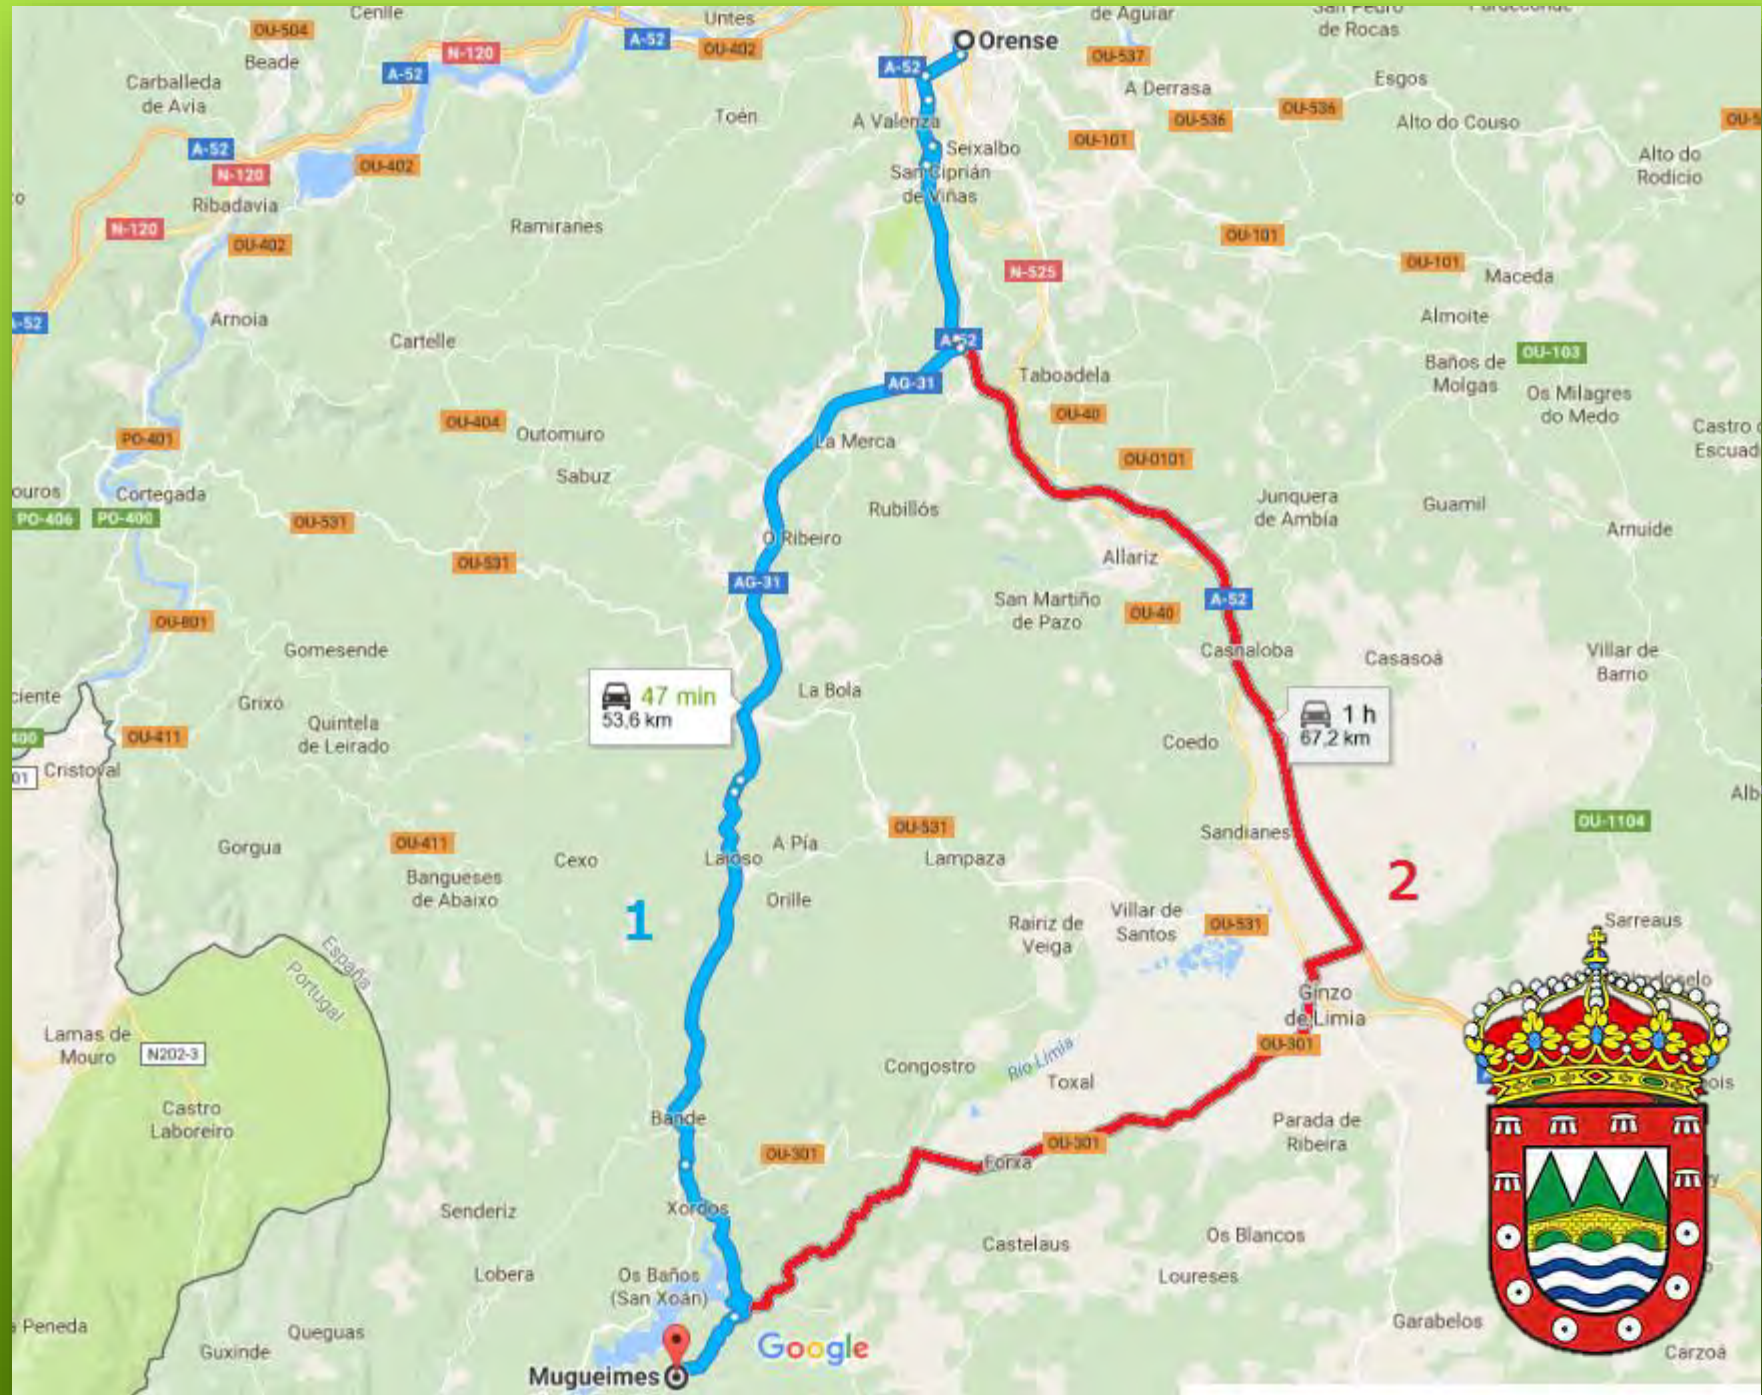 Cenlle
Untes
de Aguiar
San Pedro
de Rocas
OU-504
Beade
N-120
A-52
OU-402
Orense
OU-537
A-52
A-52
Carballeda
de Avia
A Derrasa
Esgos
OU-536
OU-536
Toén
A Valenza
Alto do Couso
OU-101
A-52
OU-402
N-120
Seixalbo
San Ciprián
de Viñas
Alto do
Rodicio
Ribadavia
N-120
OU-402
Ramiranes
OU-101
OU-101
N-525
Maceda
Arnoia
Cartelle
Almoite
A-52
AG-31
Taboadela
Baños de
Molgas
OU-103
Os Milagres
do Medo
OU-40
OU-404
Outomuro
PO-401
La Merca
OU-0101
Sabuz
Cortegada
PO-406
PO-400
OU-531
Rubillós
Junquera
de Ambía
Guamil
Arnuide
O Ribeiro
OU-531
Allariz
AG-31
San Martiño
de Pazo
OU-40
A-52
OU-801
Gomesende
Casnaloba
Casasoá
Villar de
Barrio
Grixó
47 min
53,6 km
La Bola
1 h
67,2 km
Quintela
de Leirado
OU-411
Coedo
Cristoval
OU-531
Sandianes
OU-1104
Gorgua
OU-411
Cexo
A Pía
Laioso
Lampaza
2
Bangueses
de Abaixo
Orille
1
Rairiz de
Veiga
Villar de
Santos
OU-531
Sarreaus
España
Portugal
Ginzo
de Limia
Lamas de
Mouro
N202-3
OU-301
Congostro
Río Limia
Toxal
Castro
Laboreiro
Bande
OU-301
OU-301
Forxa
Parada de
Ribeira
Senderiz
Xordos
Castelaus
Os Blancos
Lobera
Os Baños
(San Xoán)
Loureses
Peneda
Queguas
Guxinde
Google
Garabelos
Carzoá
Mugueimes